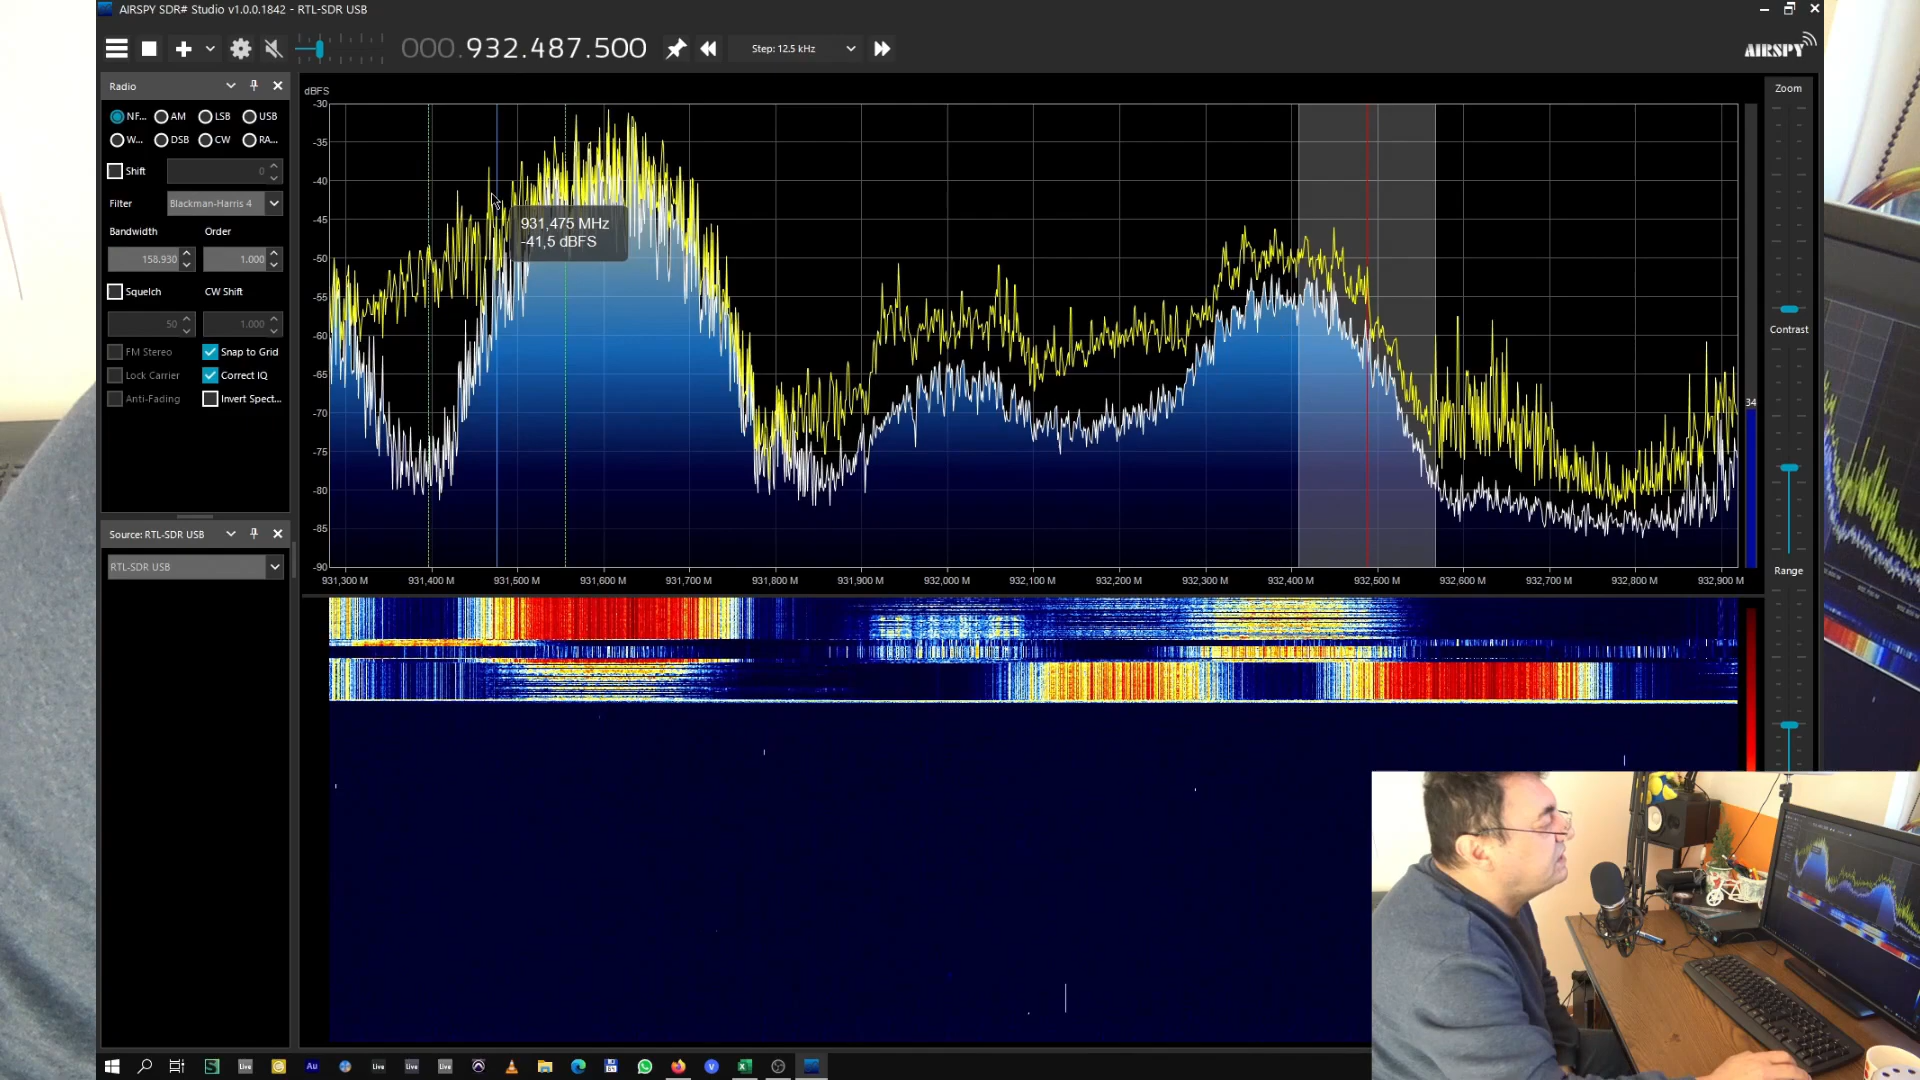 AIRSPY SDR# Studio v1.0.0.1842 - RTL-SDR USB
000.932.487.500
Step: 12.5 kHz
AIRSPY
Radio
NF... AM LSB USB
W... DSB CW RA...
Shift 0
Filter Blackman-Harris 4
Bandwidth Order
158.930 1.000
Squelch CW Shift
50 1.000
FM Stereo Snap to Grid
Lock Carrier Correct IQ
Anti-Fading Invert Spect...
Source: RTL-SDR USB
RTL-SDR USB
dBFS
-30
-35
-40
-45
-50
-55
-60
-65
-70
-75
-80
-85
-90
931,475 MHz
-41,5 dBFS
931,300 M 931,400 M 931,500 M 931,600 M 931,700 M 931,800 M 931,900 M 932,000 M 932,100 M 932,200 M 932,300 M 932,400 M 932,500 M 932,600 M 932,700 M 932,800 M 932,900 M
34
Zoom
Contrast
Range
S Live Au Live Live Live V